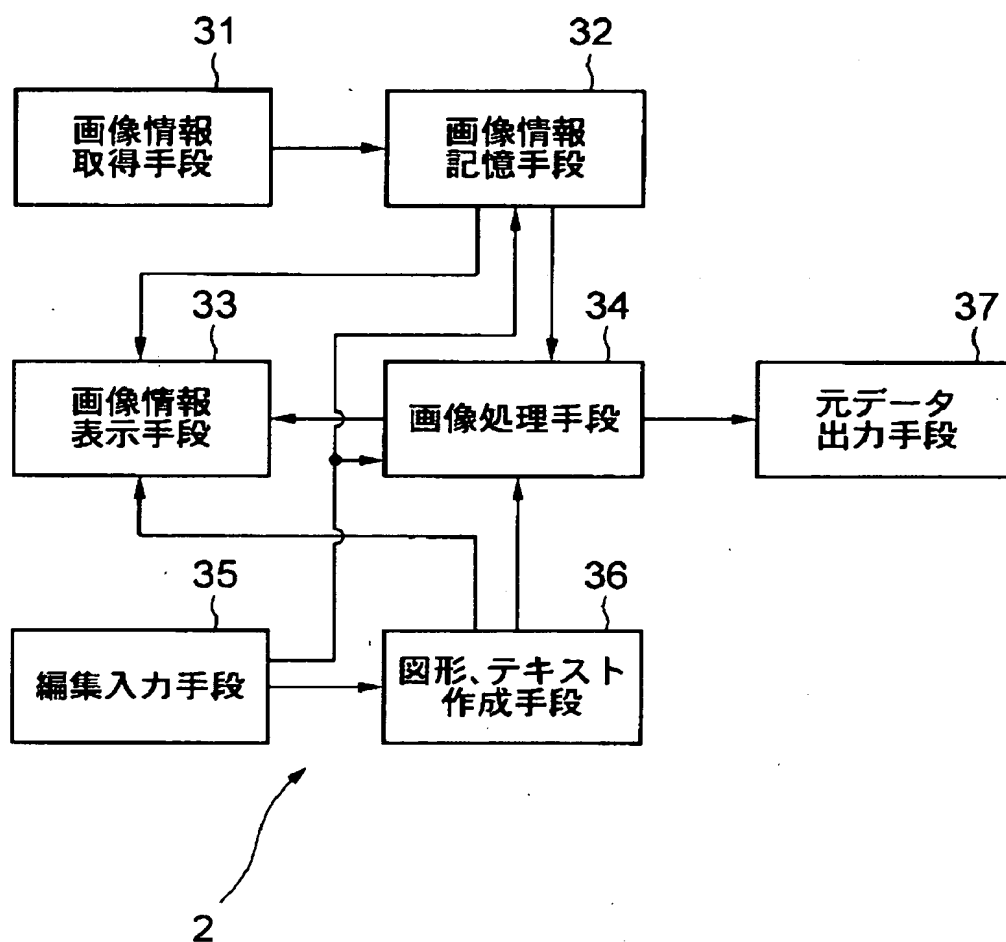 31
画像情報
取得手段
32
画像情報
記憶手段
33
画像情報
表示手段
34
画像処理手段
37
元データ
出力手段
35
編集入力手段
36
図形、テキスト
作成手段
2